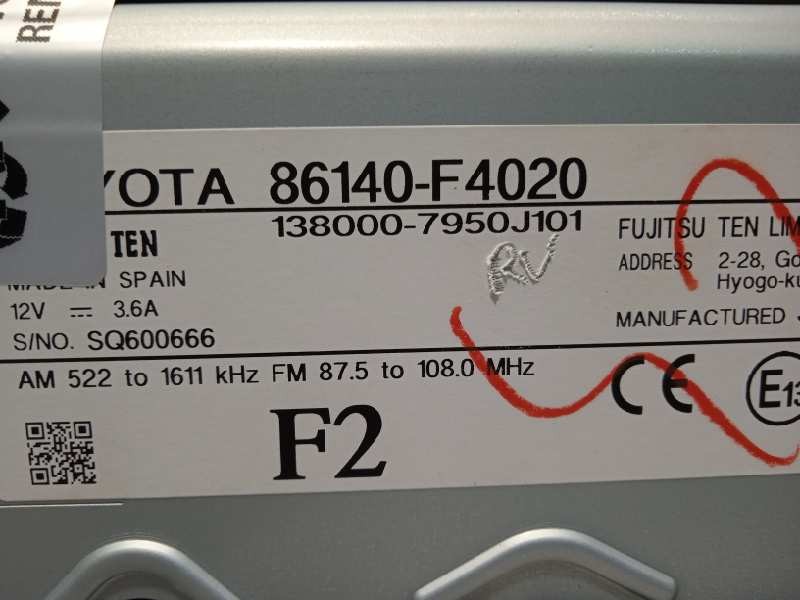 REN
YOTA 86140-F4020
138000-7950J101
TEN
MADE IN SPAIN
12V ⎓ 3.6A
S/NO. SQ600666
FUJITSU TEN LIM
ADDRESS 2-28, Go
Hyogo-ku
MANUFACTURED
AM 522 to 1611 kHz FM 87.5 to 108.0 MHz
CE
E13
F2